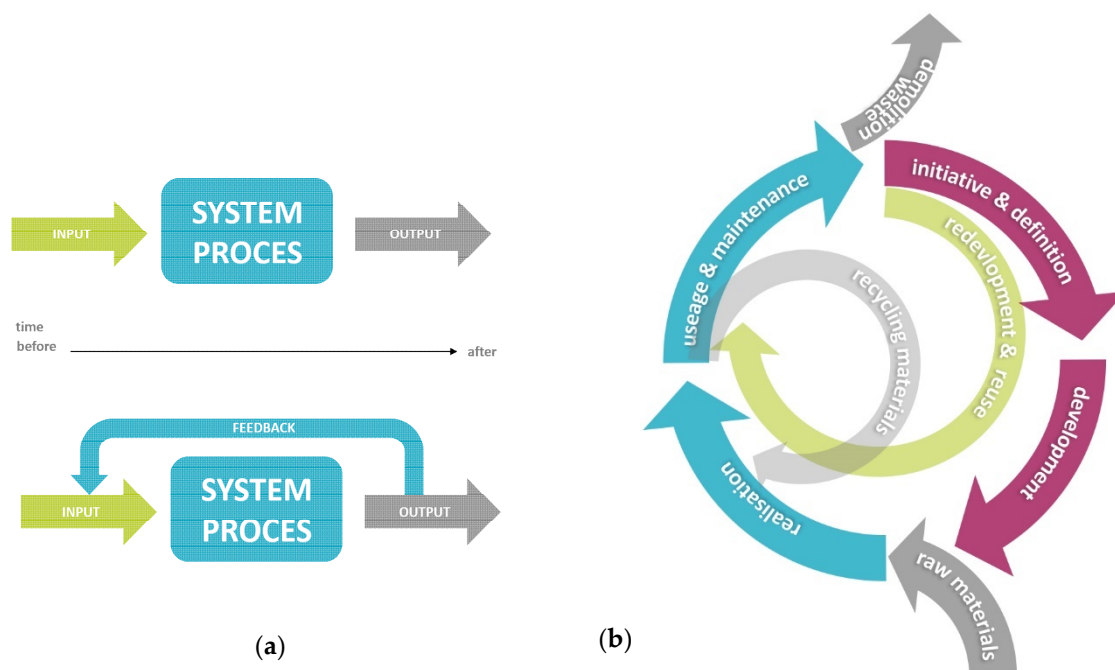 SYSTEM
PROCES
INPUT
OUTPUT
time
before
after
FEEDBACK
SYSTEM
PROCES
INPUT
OUTPUT
(a)
demolition
waste
initiative & definition
useage & maintenance
redevlopment & reuse
recycling materials
development
realisation
raw materials
(b)